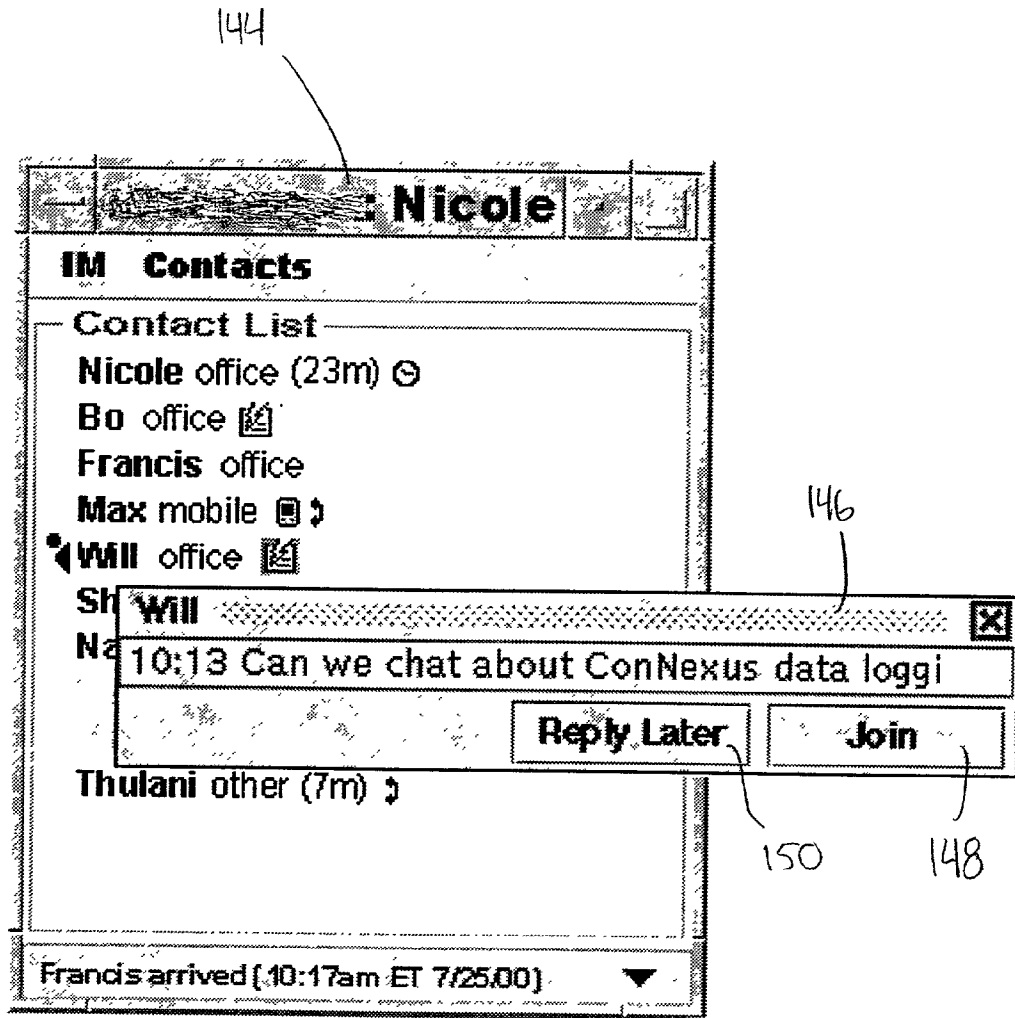 144
: Nicole
IM Contacts
Contact List
Nicole office (23m)
Bo office
Francis office
Max mobile
Will office
146
Sh
Will
Na
10:13 Can we chat about ConNexus data loggi
Reply Later Join
Thulani other (7m)
150 148
Francis arrived [10:17am ET 7/25/00]